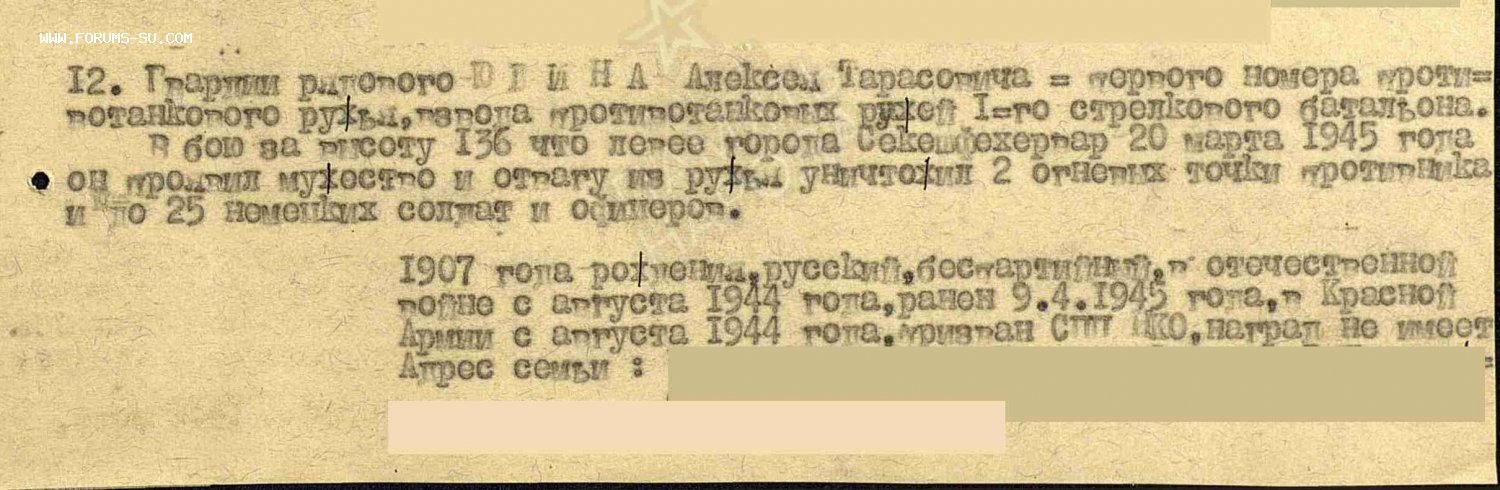 WWW.FORUMS-SU.COM
12. Гвардии рядового Ю Д И Н А Алексея Тарасовича = первого номера проти=
вотанкового ружья,взвода противотанковых ружей I=го стрелкового батальона.
В бою за высоту 136 что левее города Секешфехервар 20 марта 1945 года
он проявил мужество и отвагу из ружья уничтожил 2 огневых точки противника
и до 25 немецких солдат и офицеров.
1907 года рождения,русский,беспартийный,в отечественной
войне с августа 1944 года,ранен 9.4.1945 года,в Красной
Армии с августа 1944 года,призван СПП НКО,наград не имеет
Адрес семьи :